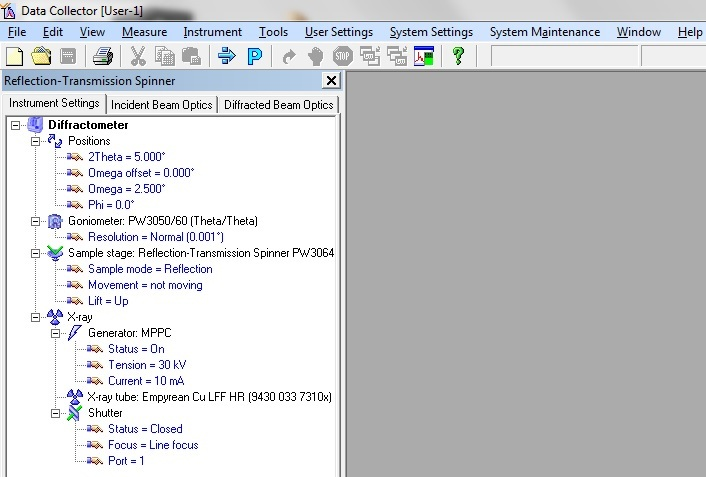 Data Collector [User-1]
File Edit View Measure Instrument Tools User Settings System Settings System Maintenance Window Help
P STOP ?
Reflection-Transmission Spinner
Instrument Settings Incident Beam Optics Diffracted Beam Optics
Diffractometer
Positions
2Theta = 5.000°
Omega offset = 0.000°
Omega = 2.500°
Phi = 0.0°
Goniometer: PW3050/60 (Theta/Theta)
Resolution = Normal (0.001°)
Sample stage: Reflection-Transmission Spinner PW3064
Sample mode = Reflection
Movement = not moving
Lift = Up
X-ray
Generator: MPPC
Status = On
Tension = 30 kV
Current = 10 mA
X-ray tube: Empyrean Cu LFF HR (9430 033 7310x)
Shutter
Status = Closed
Focus = Line focus
Port = 1